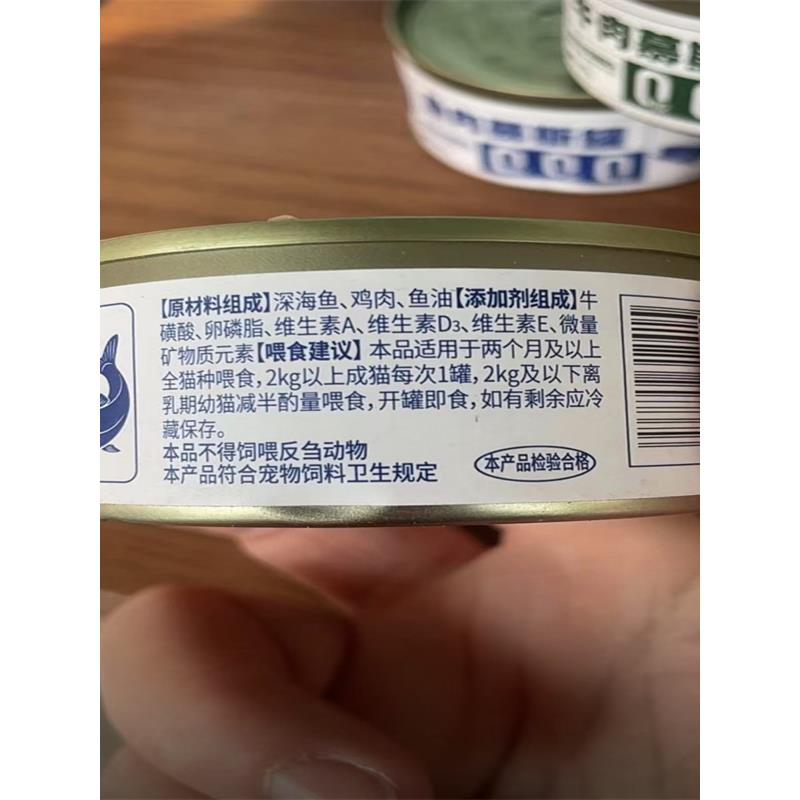 牛肉慕
肉慕斯罐
【原材料组成】深海鱼、鸡肉、鱼油【添加剂组成】牛
磺酸、卵磷脂、维生素A、维生素D3、维生素E、微量
矿物质元素【喂食建议】本品适用于两个月及以上
全猫种喂食，2kg以上成猫每次1罐，2kg及以下离
乳期幼猫减半酌量喂食，开罐即食，如有剩余应冷
藏保存。
本品不得饲喂反刍动物
本产品符合宠物饲料卫生规定
本产品检验合格